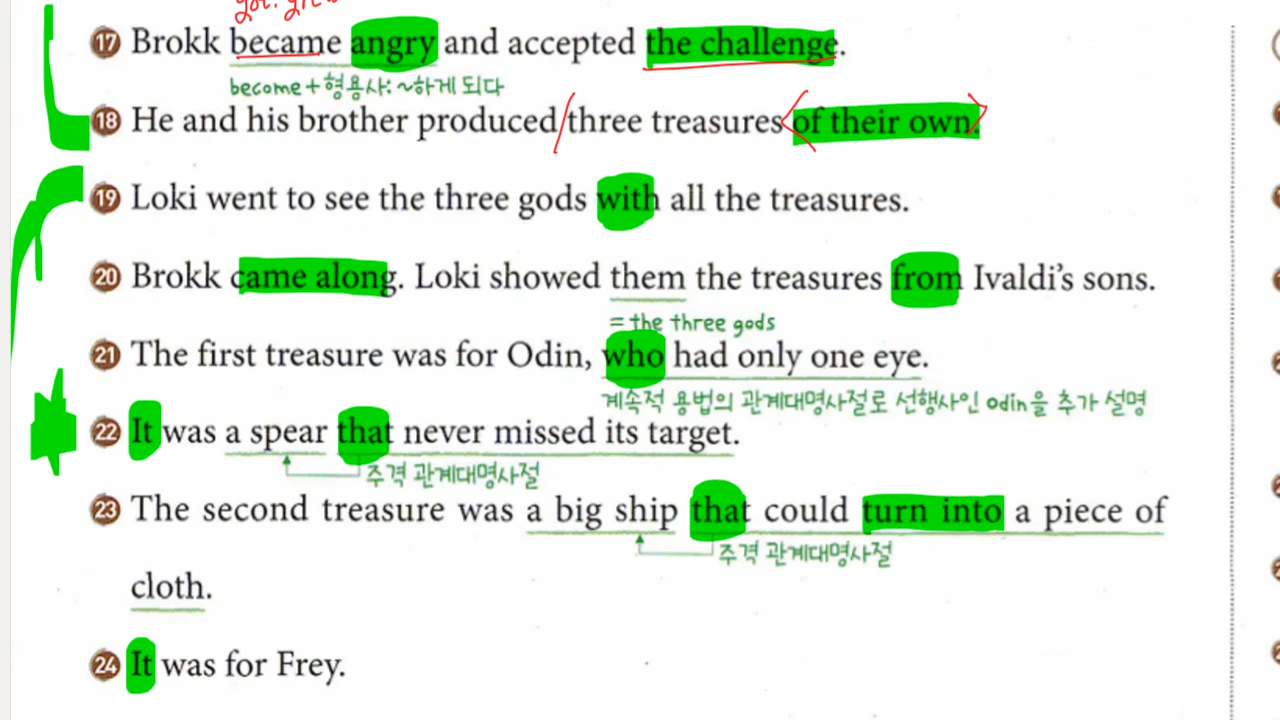 got. grew
⑰ Brokk became angry and accepted the challenge.
become+형용사: ~하게 되다
⑱ He and his brother produced/three treasures<of their own.>
⑲ Loki went to see the three gods with all the treasures.
⑳ Brokk came along. Loki showed them the treasures from Ivaldi's sons.
= the three gods
㉑ The first treasure was for Odin, who had only one eye.
계속적 용법의 관계대명사절로 선행사인 odin을 추가 설명
㉒ It was a spear that never missed its target.
주격 관계대명사절
㉓ The second treasure was a big ship that could turn into a piece of
주격 관계대명사절
cloth.
㉔ It was for Frey.